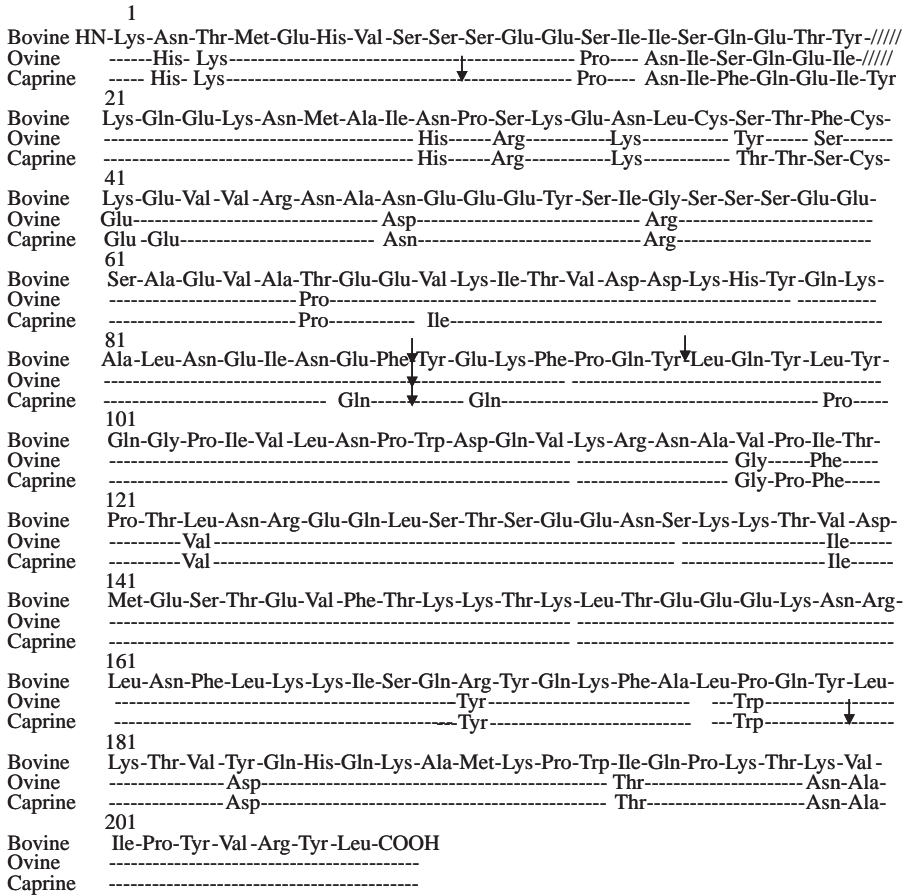 1
Bovine HN-Lys-Asn-Thr-Met-Glu-His-Val-Ser-Ser-Ser-Glu-Glu-Ser-Ile-Ile-Ser-Gln-Glu-Thr-Tyr-/////
Ovine ------His- Lys------------------------------------------------ Pro---- Asn-Ile-Ser-Gln-Glu-Ile-/////
Caprine ----- His- Lys------------------------------------------------ Pro---- Asn-Ile-Phe-Gln-Glu-Ile-Tyr
21
Bovine Lys-Gln-Glu-Lys-Asn-Met-Ala-Ile-Asn-Pro-Ser-Lys-Glu-Asn-Leu-Cys-Ser-Thr-Phe-Cys-
Ovine ------------------------------------------- His------Arg------------Lys------------ Tyr------ Ser-------
Caprine ------------------------------------------- His------Arg------------Lys------------ Thr-Thr-Ser-Cys-
41
Bovine Lys-Glu-Val-Val-Arg-Asn-Ala-Asn-Glu-Glu-Glu-Tyr-Ser-Ile-Gly-Ser-Ser-Ser-Glu-Glu-
Ovine Glu---------------------------------- Asp-------------------------------- Arg---------------------------
Caprine Glu-Glu--------------------------- Asn-------------------------------Arg---------------------------
61
Bovine Ser-Ala-Glu-Val-Ala-Thr-Glu-Glu-Val-Lys-Ile-Thr-Val-Asp-Asp-Lys-His-Tyr-Gln-Lys-
Ovine --------------------------Pro---------------------------------------------------------------- -----------
Caprine --------------------------Pro------------ Ile------------------------------------------------------------
81
Bovine Ala-Leu-Asn-Glu-Ile-Asn-Glu-Phe-Tyr-Glu-Lys-Phe-Pro-Gln-Tyr-Leu-Gln-Tyr-Leu-Tyr-
Ovine ---------------------------------------------------------------- -------------------------------------------
Caprine ------------------------------- Gln------------- Gln-------------------------------------------- Pro-----
101
Bovine Gln-Gly-Pro-Ile-Val-Leu-Asn-Pro-Trp-Asp-Gln-Val-Lys-Arg-Asn-Ala-Val-Pro-Ile-Thr-
Ovine ---------------------------------------------------------------- --------------------- Gly------Phe-----
Caprine ---------------------------------------------------------------- --------------------- Gly-Pro-Phe-----
121
Bovine Pro-Thr-Leu-Asn-Arg-Glu-Gln-Leu-Ser-Thr-Ser-Glu-Glu-Asn-Ser-Lys-Lys-Thr-Val-Asp-
Ovine ----------Val---------------------------------------------------------------- --------------------Ile------
Caprine ----------Val---------------------------------------------------------------- --------------------Ile------
141
Bovine Met-Glu-Ser-Thr-Glu-Val-Phe-Thr-Lys-Lys-Thr-Lys-Leu-Thr-Glu-Glu-Glu-Lys-Asn-Arg-
Ovine ---------------------------------------------------------------- --------------------------------------------
Caprine ---------------------------------------------------------------- --------------------------------------------
161
Bovine Leu-Asn-Phe-Leu-Lys-Lys-Ile-Ser-Gln-Arg-Tyr-Gln-Lys-Phe-Ala-Leu-Pro-Gln-Tyr-Leu-
Ovine -----------------------------------------------Tyr---------------------------- ---Trp------------------
Caprine -----------------------------------------------Tyr---------------------------- ---Trp------------------
181
Bovine Lys-Thr-Val-Tyr-Gln-His-Gln-Lys-Ala-Met-Lys-Pro-Trp-Ile-Gln-Pro-Lys-Thr-Lys-Val-
Ovine ---------------- Asp------------------------------------------------- Thr---------------------- Asn-Ala-
Caprine ---------------- Asp------------------------------------------------ Thr----------------------Asn-Ala-
201
Bovine Ile-Pro-Tyr-Val-Arg-Tyr-Leu-COOH
Ovine -------------------------------------------
Caprine -------------------------------------------